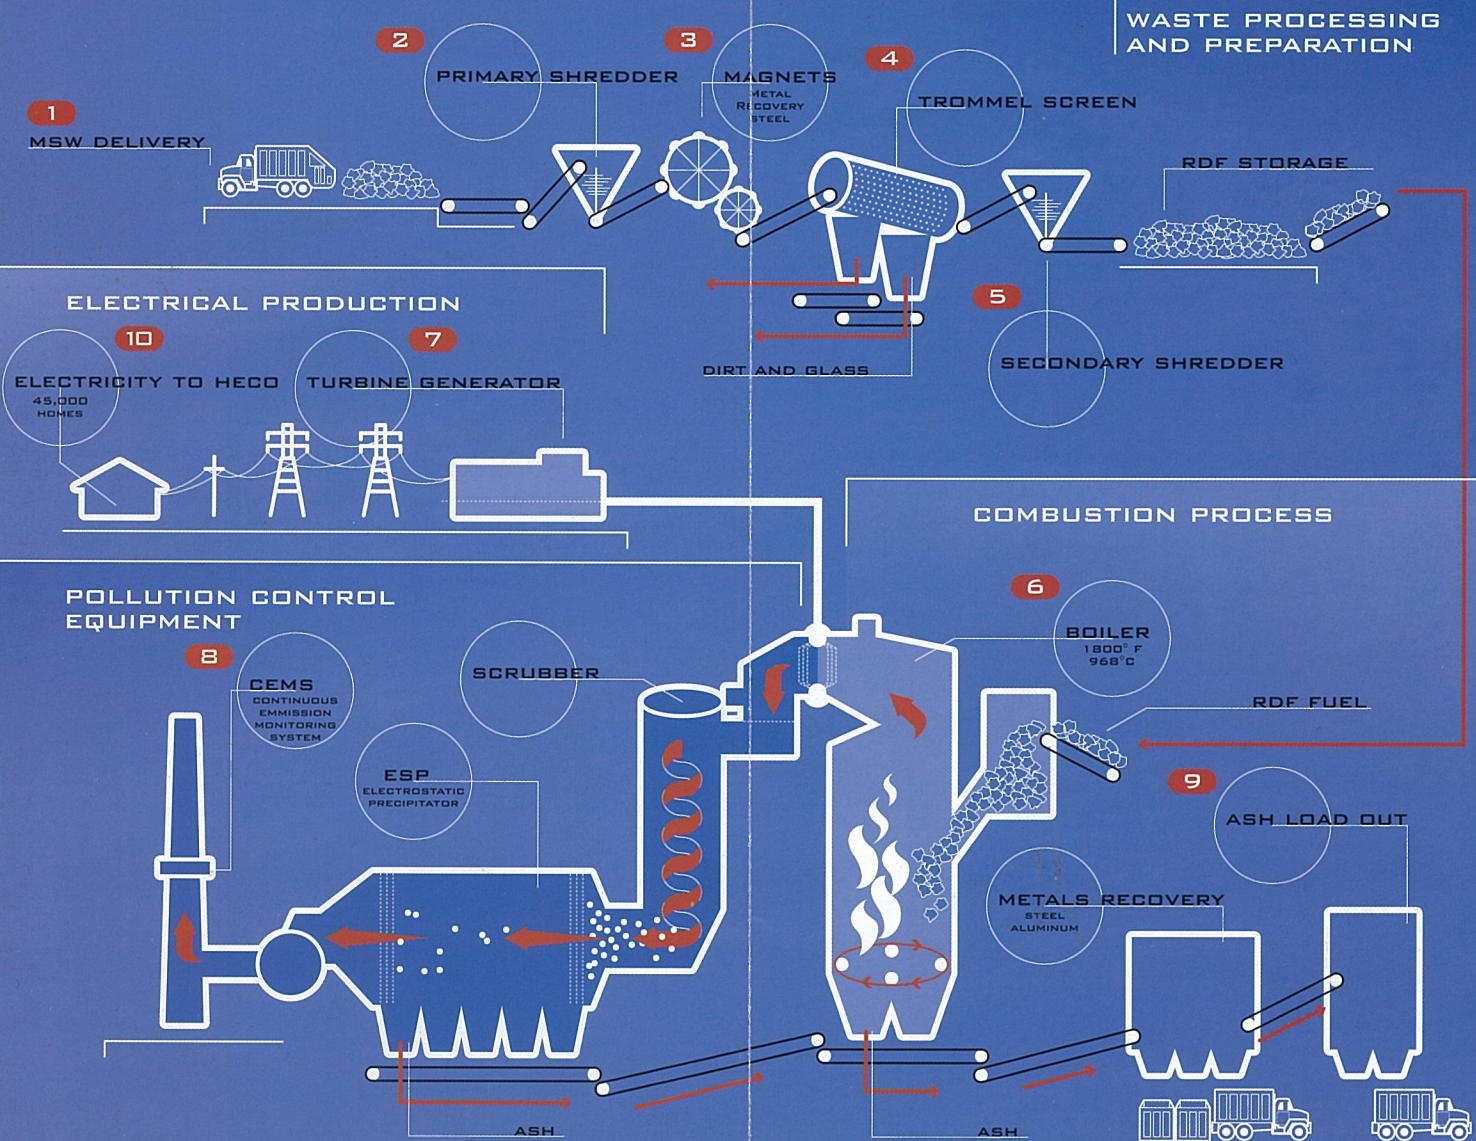 WASTE PROCESSING
AND PREPARATION
1
MSW DELIVERY
2
PRIMARY SHREDDER
3
MAGNETS
METAL
RECOVERY
STEEL
4
TROMMEL SCREEN
RDF STORAGE
5
SECONDARY SHREDDER
DIRT AND GLASS
ELECTRICAL PRODUCTION
10
ELECTRICITY TO HECO
45,000
HOMES
7
TURBINE GENERATOR
COMBUSTION PROCESS
6
BOILER
1800° F
968°C
RDF FUEL
POLLUTION CONTROL
EQUIPMENT
8
CEMS
CONTINUOUS
EMMISSION
MONITORING
SYSTEM
SCRUBBER
ESP
ELECTROSTATIC
PRECIPITATOR
9
ASH LOAD OUT
METALS RECOVERY
STEEL
ALUMINUM
ASH
ASH